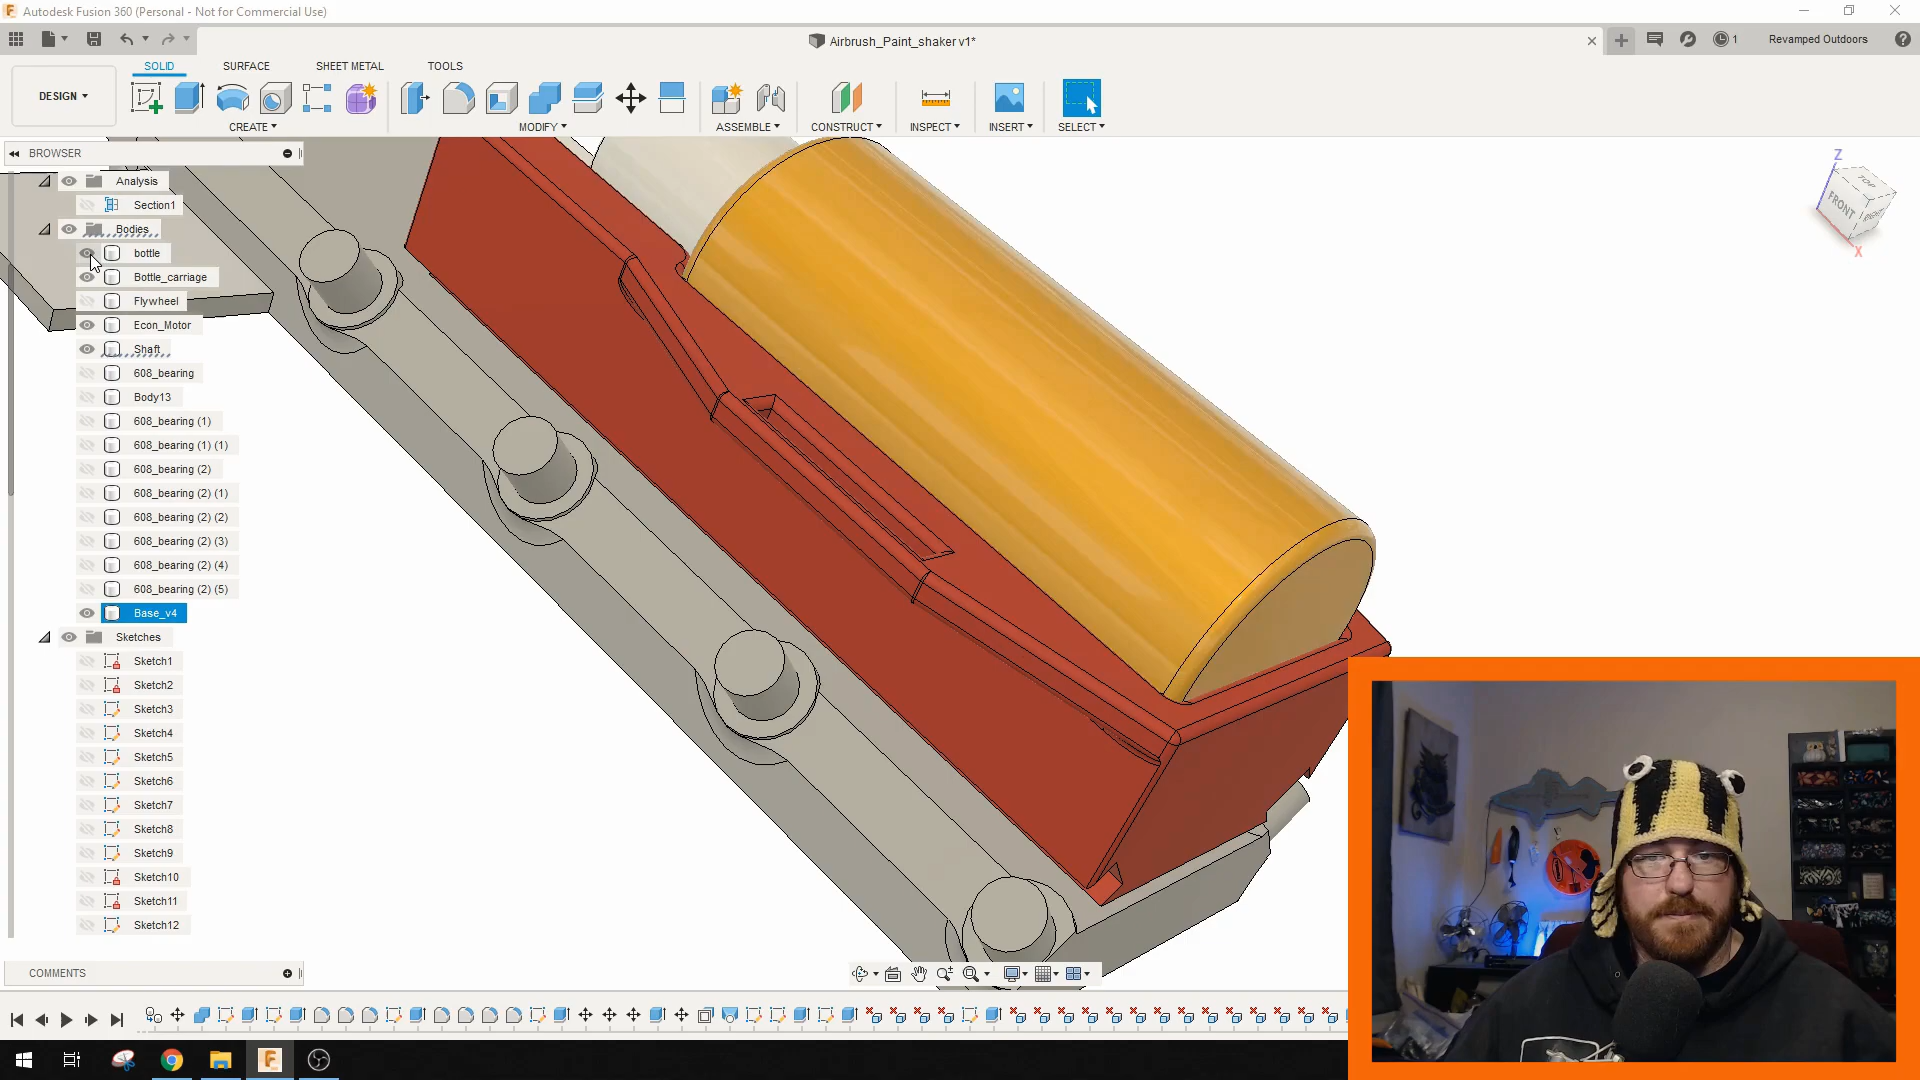 Autodesk Fusion 360 (Personal - Not for Commercial Use)
Airbrush_Paint_shaker v1*
1
Revamped Outdoors
SOLID
SURFACE
SHEET METAL
TOOLS
DESIGN
CREATE
MODIFY
ASSEMBLE
CONSTRUCT
INSPECT
INSERT
SELECT
BROWSER
Analysis
Section1
Bodies
bottle
Bottle_carriage
Flywheel
Econ_Motor
Shaft
608_bearing
Body13
608_bearing (1)
608_bearing (1) (1)
608_bearing (2)
608_bearing (2) (1)
608_bearing (2) (2)
608_bearing (2) (3)
608_bearing (2) (4)
608_bearing (2) (5)
Base_v4
Sketches
Sketch1
Sketch2
Sketch3
Sketch4
Sketch5
Sketch6
Sketch7
Sketch8
Sketch9
Sketch10
Sketch11
Sketch12
COMMENTS
Z
TOP
FRONT
RIGHT
X